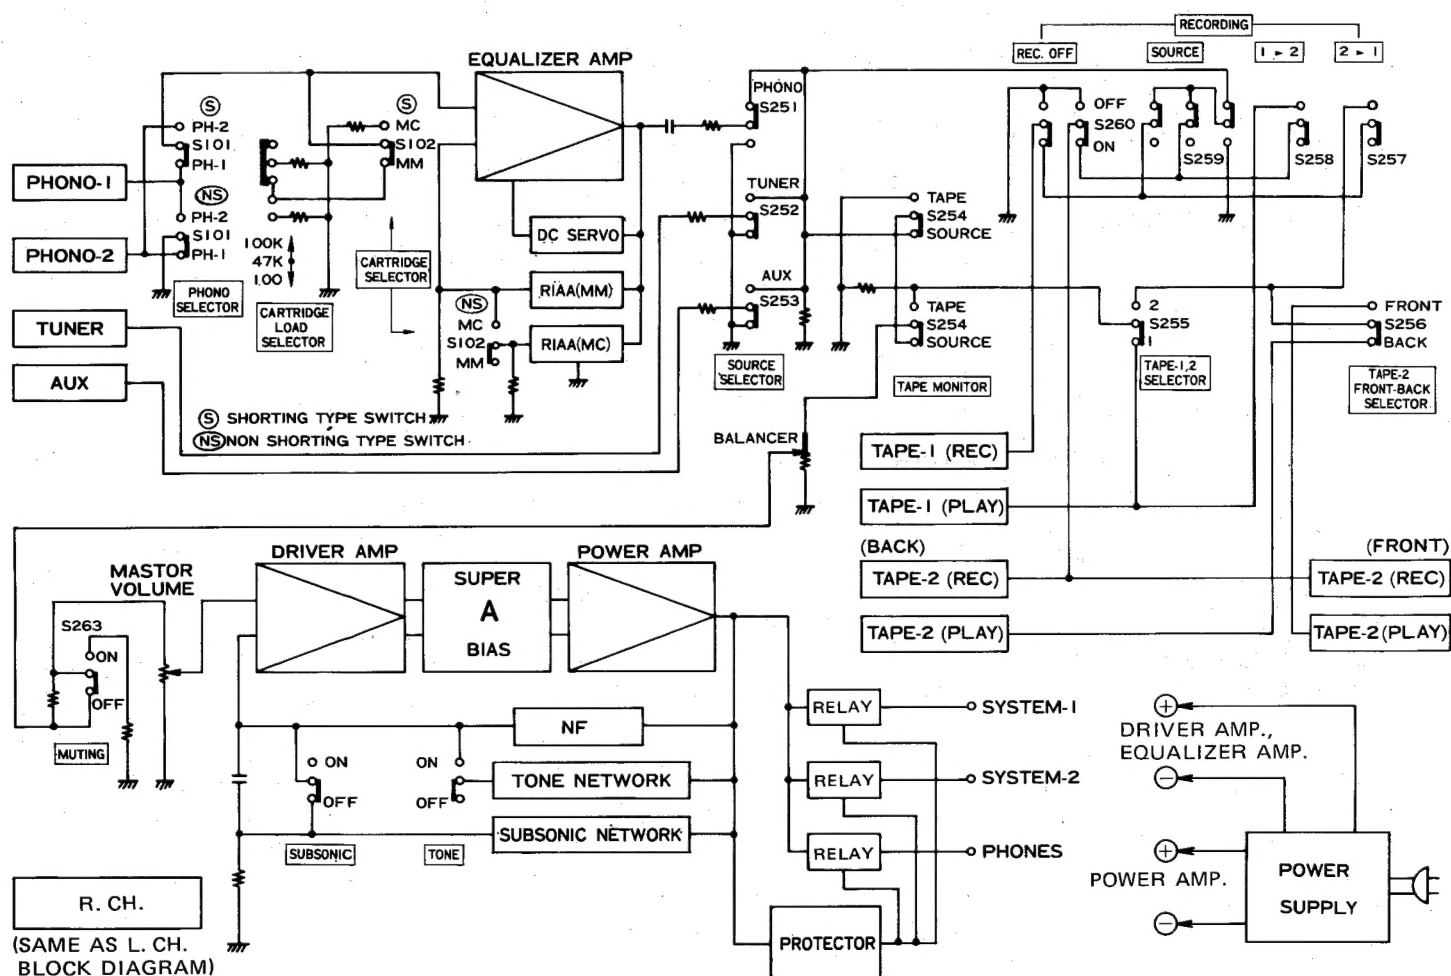 RECORDING
REC. OFF
SOURCE
1 ► 2
2 ► 1
EQUALIZER AMP
PHONO
S251
OFF
S260
ON
S259
S258
S257
S
PH-2
S101
PH-1
S
MC
S102
MM
PHONO-1
NS
PH-2
S101
PH-1
PHONO-2
100K
47K
100
PHONO
SELECTOR
CARTRIDGE
LOAD
SELECTOR
CARTRIDGE
SELECTOR
DC SERVO
TUNER
S252
TAPE
S254
SOURCE
NS
MC
S102
MM
RIAA(MM)
RIAA(MC)
AUX
S253
SOURCE
SELECTOR
TAPE
S254
SOURCE
TAPE MONITOR
2
S255
1
TAPE-1,2
SELECTOR
FRONT
S256
BACK
TAPE-2
FRONT-BACK
SELECTOR
TUNER
AUX
S SHORTING TYPE SWITCH
NS NON SHORTING TYPE SWITCH
BALANCER
TAPE-1 (REC)
TAPE-1 (PLAY)
(BACK)
TAPE-2 (REC)
TAPE-2 (PLAY)
(FRONT)
TAPE-2 (REC)
TAPE-2 (PLAY)
MASTOR
VOLUME
DRIVER AMP
SUPER
A
BIAS
POWER AMP
S263
ON
OFF
MUTING
NF
ON
OFF
SUBSONIC
ON
OFF
TONE
TONE NETWORK
SUBSONIC NETWORK
RELAY
SYSTEM-1
RELAY
SYSTEM-2
RELAY
PHONES
PROTECTOR
+
DRIVER AMP.,
EQUALIZER AMP.
−
+
POWER AMP.
−
POWER
SUPPLY
R. CH.
(SAME AS L. CH.
BLOCK DIAGRAM)